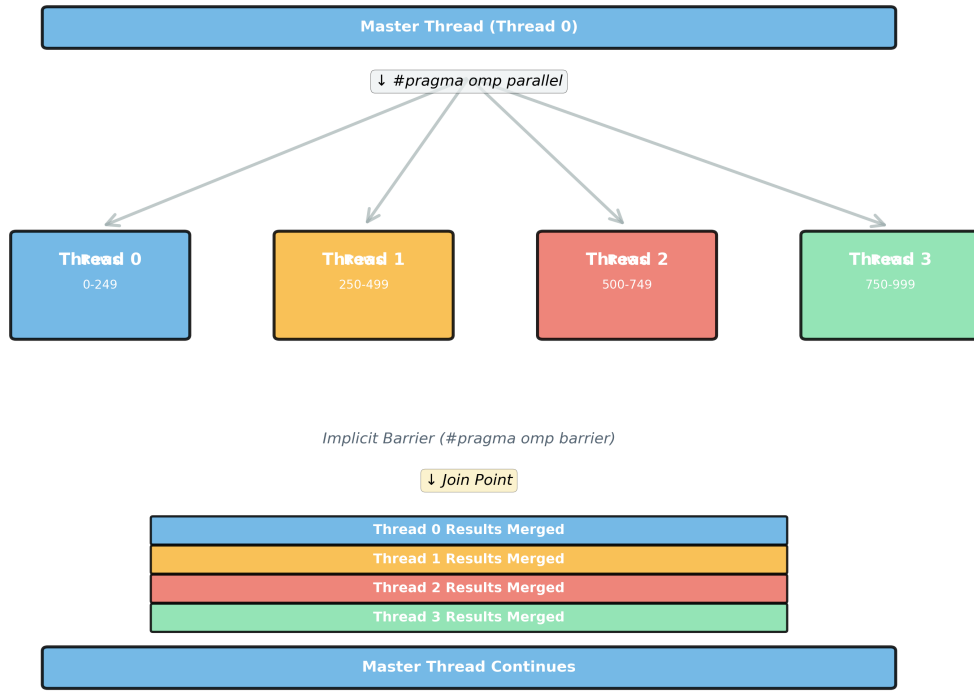 Master Thread (Thread 0)
↓ #pragma omp parallel
Thread 0
0-249
Thread 1
250-499
Thread 2
500-749
Thread 3
750-999
Implicit Barrier (#pragma omp barrier)
↓ Join Point
Thread 0 Results Merged
Thread 1 Results Merged
Thread 2 Results Merged
Thread 3 Results Merged
Master Thread Continues